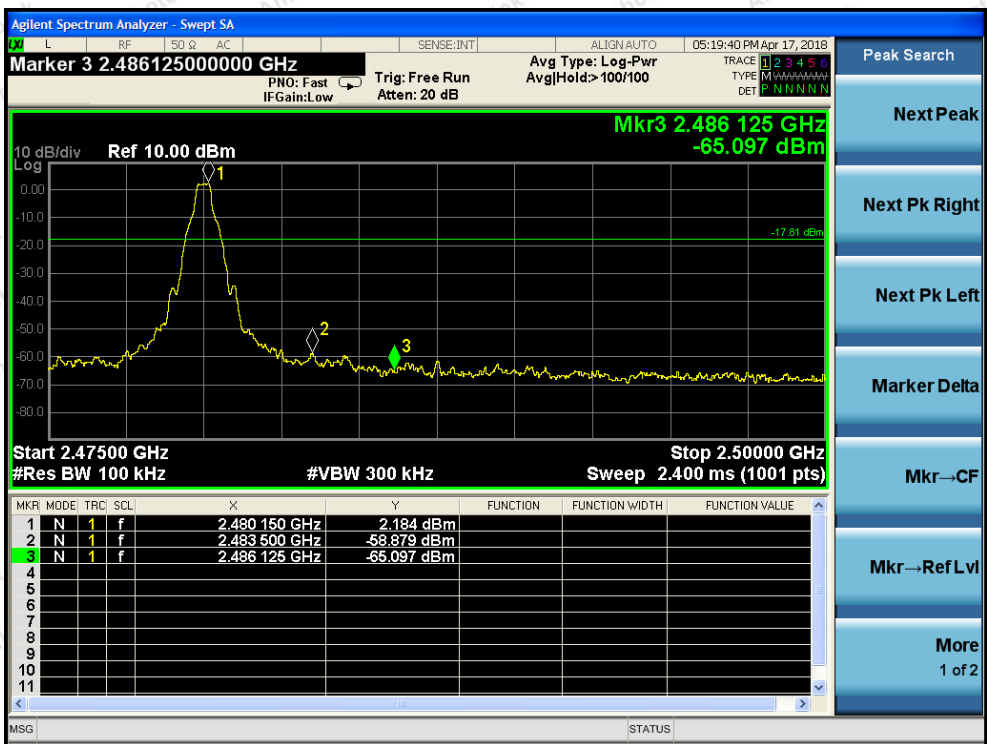 Agilent Spectrum Analyzer - Swept SA
LXI L RF 50 Ω AC SENSE:INT ALIGN AUTO 05:19:40 PM Apr 17, 2018
Marker 3 2.486125000000 GHz
PNO: Fast
IFGain:Low
Trig: Free Run
Atten: 20 dB
Avg Type: Log-Pwr
Avg|Hold:>100/100
TRACE 1 2 3 4 5 6
TYPE M
DET P N N N N N
Peak Search
Next Peak
Next Pk Right
Next Pk Left
Marker Delta
Mkr→CF
Mkr→Ref Lvl
More
1 of 2
Mkr3 2.486 125 GHz
-65.097 dBm
10 dB/div Ref 10.00 dBm
Log
1
0.00
-10.0
-17.81 dBm
-20.0
-30.0
-40.0
-50.0
2
3
-60.0
-70.0
-80.0
Start 2.47500 GHz Stop 2.50000 GHz
#Res BW 100 kHz #VBW 300 kHz Sweep 2.400 ms (1001 pts)
MKR MODE TRC SCL X Y FUNCTION FUNCTION WIDTH FUNCTION VALUE
1 N 1 f 2.480 150 GHz 2.184 dBm
2 N 1 f 2.483 500 GHz -58.879 dBm
3 N 1 f 2.486 125 GHz -65.097 dBm
4
5
6
7
8
9
10
11
MSG STATUS